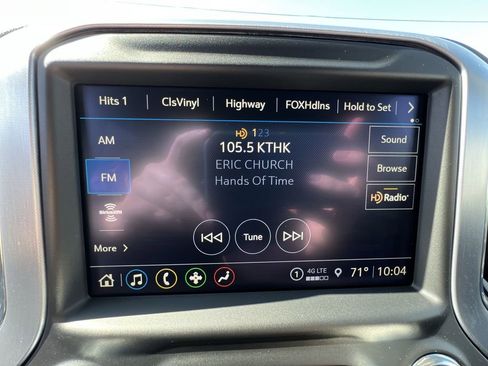 Hits 1 ClsVinyl Highway FOXHdlns Hold to Set
AM
HD 123
Sound
105.5 KTHK
ERIC CHURCH
Browse
FM
Hands Of Time
HD Radio
SiriusXM
Tune
More
1 4G LTE 71° 10:04